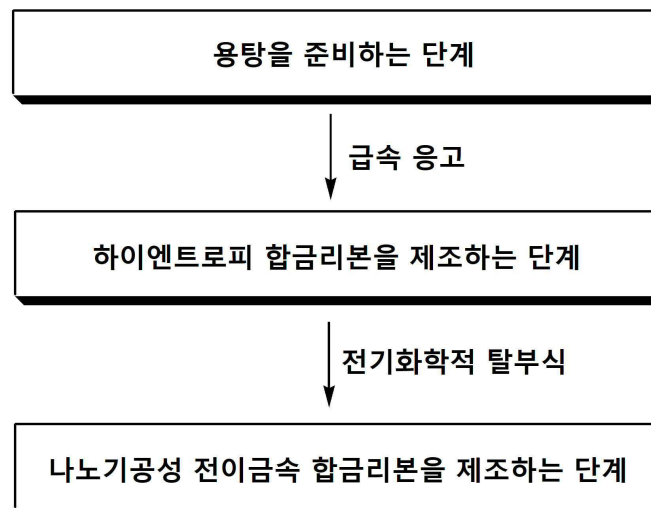 용탕을 준비하는 단계
급속 응고
하이엔트로피 합금리본을 제조하는 단계
전기화학적 탈부식
나노기공성 전이금속 합금리본을 제조하는 단계